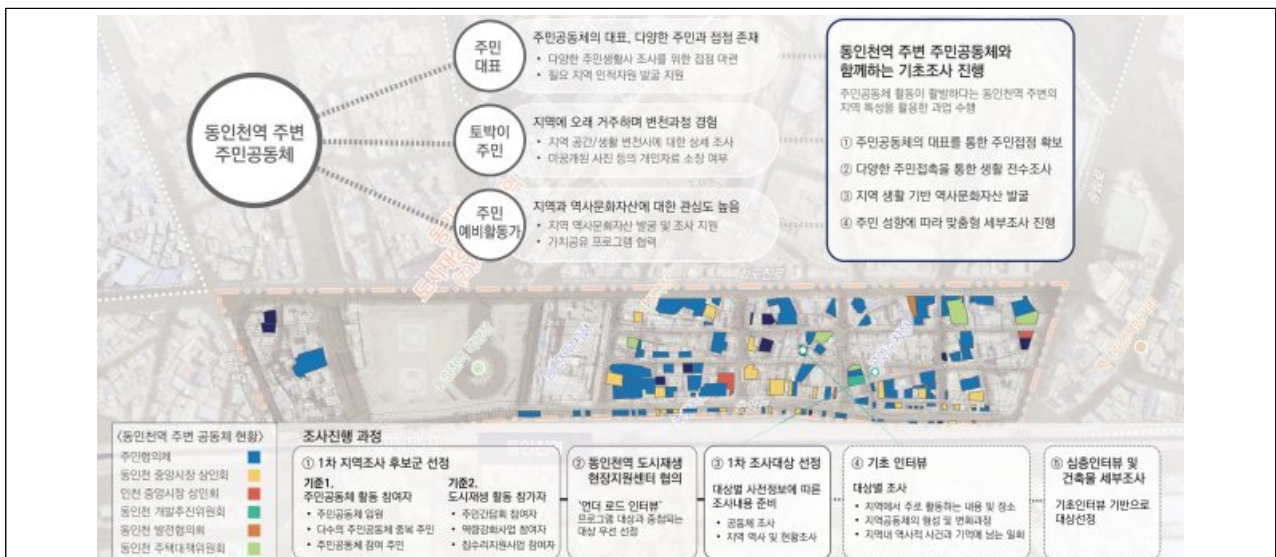 동인천역 주변
주민공동체
주민
대표
주민공동체의 대표, 다양한 주민과 접점 존재
• 다양한 주민생활사 조사를 위한 접점 마련
• 필요 지역 인적자원 발굴 지원
토박이
주민
지역에 오래 거주하며 변천과정 경험
• 지역 공간/생활 변천사에 대한 상세 조사
• 미공개된 사진 등의 개인자료 소장 여부
주민
예비활동가
지역과 역사문화자산에 대한 관심도 높음
• 지역 역사문화자산 발굴 및 조사 지원
• 가치공유 프로그램 협력
동인천역 주변 주민공동체와
함께하는 기초조사 진행
주민공동체 활동이 활발하다는 동인천역 주변의
지역 특성을 활용한 과업 수행
① 주민공동체의 대표를 통한 주민접점 확보
② 다양한 주민접촉을 통한 생활 전수조사
③ 지역 생활 기반 역사문화자산 발굴
④ 주민 성향에 따라 맞춤형 세부조사 진행
<동인천역 주변 공동체 현황>
주민협의체
동인천 중앙시장 상인회
인천 중앙시장 상인회
동인천 개발추진위원회
동인천 발전협의회
동인천 주택대책위원회
조사진행 과정
① 1차 지역조사 후보군 선정
기준1.
주민공동체 활동 참여자
• 주민공동체 임원
• 다수의 주민공동체 중복 주민
• 주민공동체 참여 주민
기준2.
도시재생 활동 참가자
• 주민간담회 참여자
• 역량강화사업 참여자
• 집수리지원사업 참여자
② 동인천역 도시재생
현장지원센터 협의
'언더 로드 인터뷰'
프로그램 대상과 중첩되는
대상 우선 선정
③ 1차 조사대상 선정
대상별 사전정보에 따른
조사내용 준비
• 공동체 조사
• 지역 역사 및 현황조사
④ 기초 인터뷰
대상별 조사
• 지역에서 주로 활동하는 내용 및 장소
• 지역공동체의 형성 및 변화과정
• 지역내 역사적 사건과 기억에 남는 일화
⑤ 심층인터뷰 및
건축물 세부조사
기초인터뷰 기반으로
대상선정